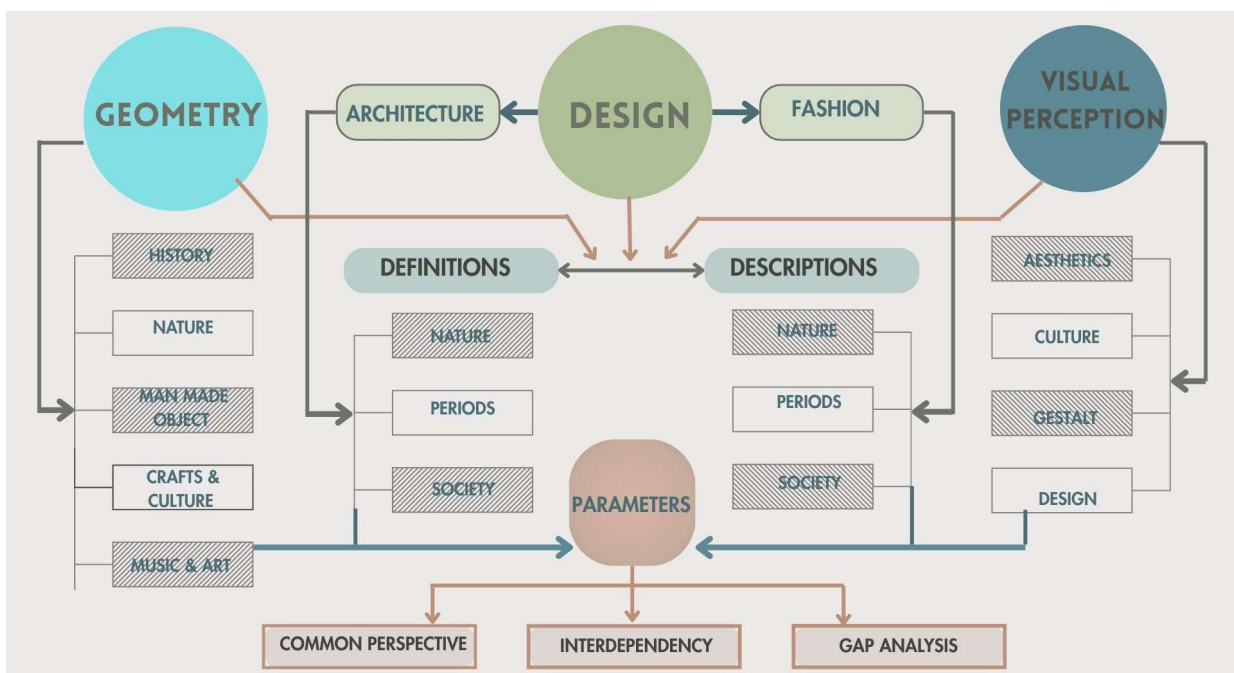 GEOMETRY
ARCHITECTURE
DESIGN
FASHION
VISUAL
PERCEPTION
HISTORY
NATURE
MAN MADE
OBJECT
CRAFTS &
CULTURE
MUSIC & ART
DEFINITIONS
DESCRIPTIONS
NATURE
PERIODS
SOCIETY
NATURE
PERIODS
SOCIETY
AESTHETICS
CULTURE
GESTALT
DESIGN
PARAMETERS
COMMON PERSPECTIVE
INTERDEPENDENCY
GAP ANALYSIS